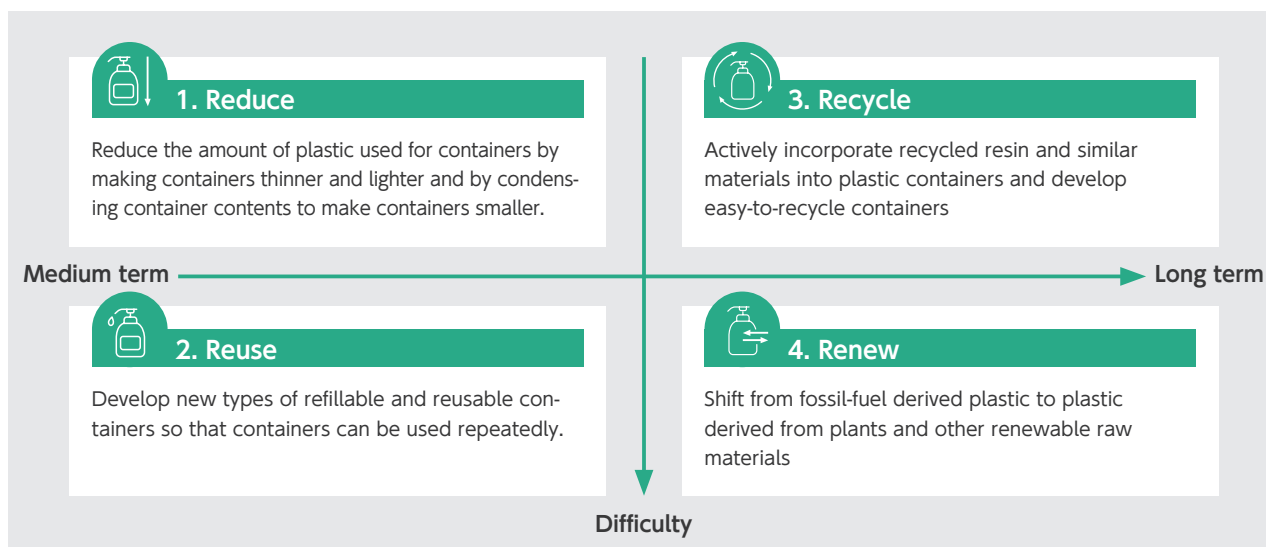 1. Reduce
Reduce the amount of plastic used for containers by
making containers thinner and lighter and by condens-
ing container contents to make containers smaller.
3. Recycle
Actively incorporate recycled resin and similar
materials into plastic containers and develop
easy-to-recycle containers
Medium term
Long term
2. Reuse
Develop new types of refillable and reusable con-
tainers so that containers can be used repeatedly.
4. Renew
Shift from fossil-fuel derived plastic to plastic
derived from plants and other renewable raw
materials
Difficulty